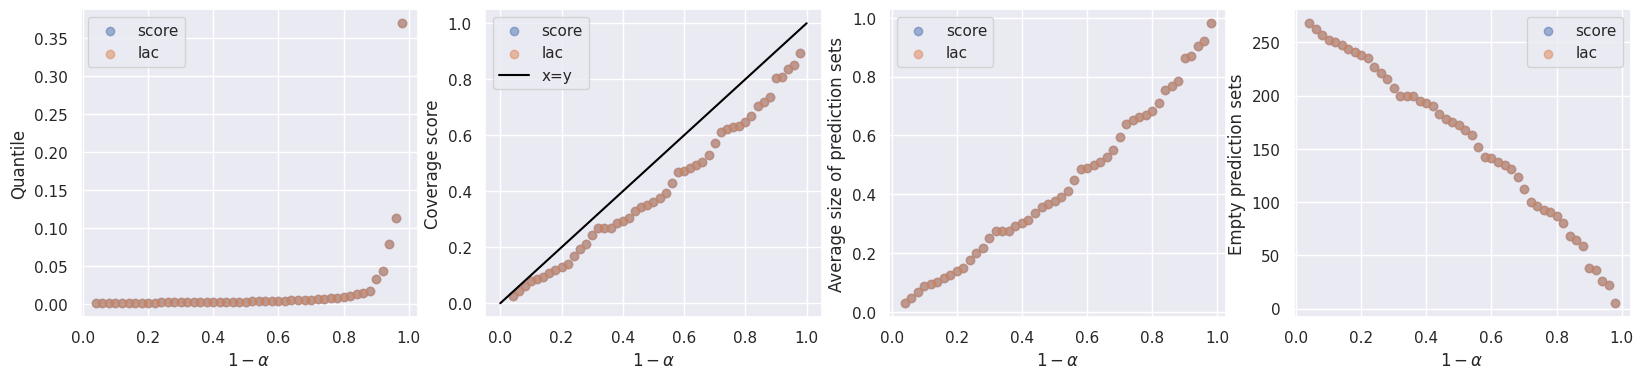 Quantile
0.35
0.30
0.25
0.20
0.15
0.10
0.05
0.00
score
lac
0.0 0.2 0.4 0.6 0.8 1.0
1 − α
Coverage score
1.0
0.8
0.6
0.4
0.2
0.0
score
lac
x=y
0.0 0.2 0.4 0.6 0.8 1.0
1 − α
Average size of prediction sets
1.0
0.8
0.6
0.4
0.2
0.0
score
lac
0.0 0.2 0.4 0.6 0.8 1.0
1 − α
Empty prediction sets
250
200
150
100
50
0
score
lac
0.0 0.2 0.4 0.6 0.8 1.0
1 − α